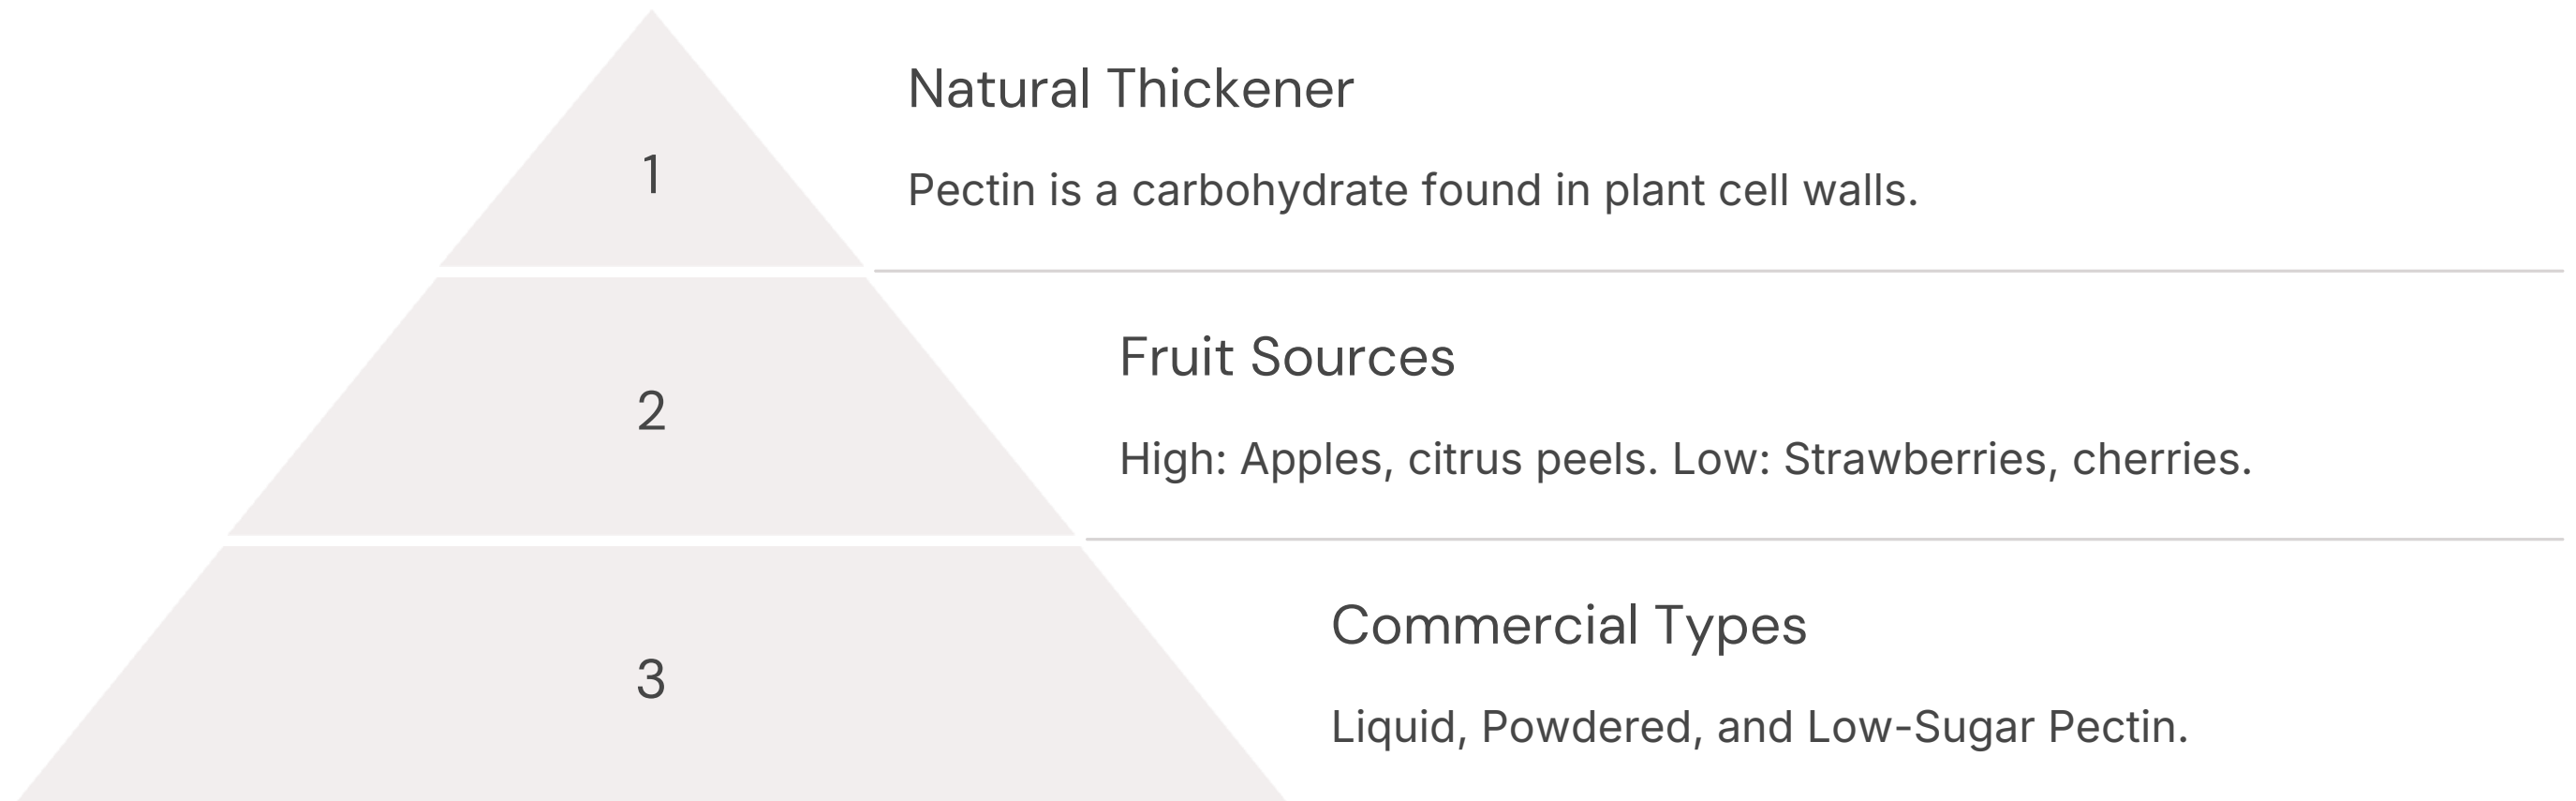 1
Natural Thickener
Pectin is a carbohydrate found in plant cell walls.
2
Fruit Sources
High: Apples, citrus peels. Low: Strawberries, cherries.
3
Commercial Types
Liquid, Powdered, and Low-Sugar Pectin.